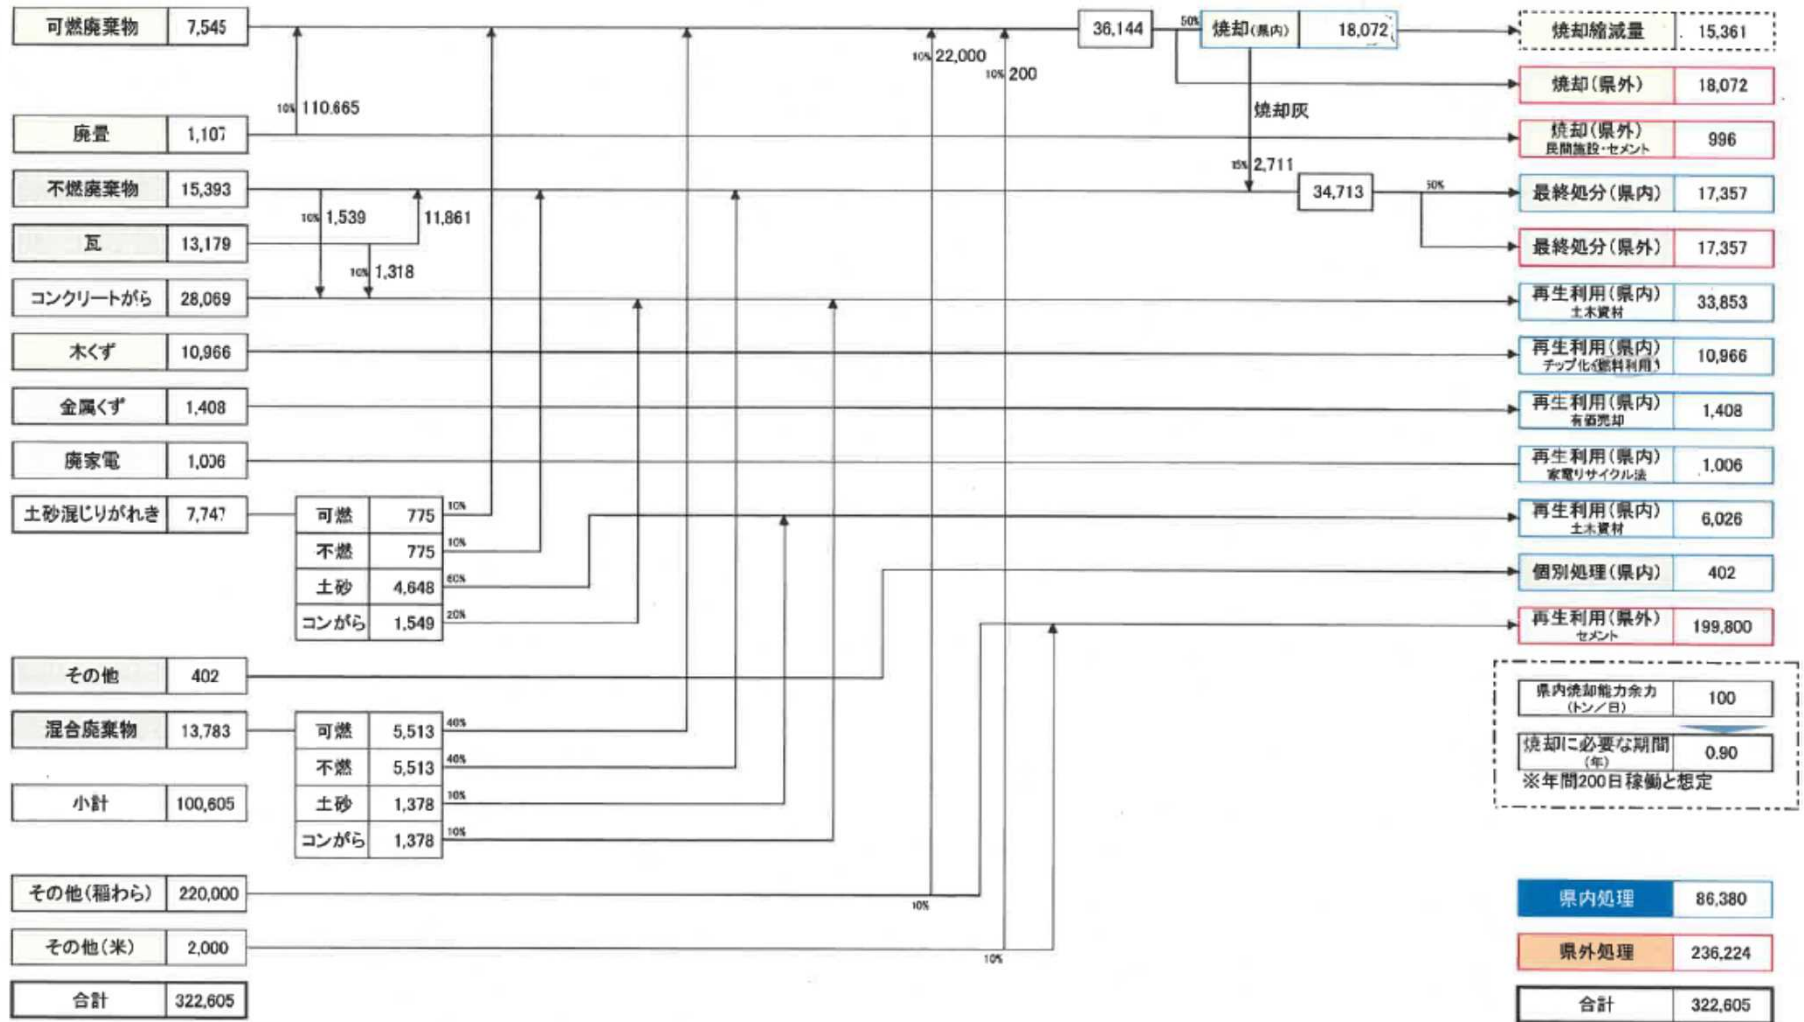 可燃廃棄物 7,545
36,144
50%
焼却(県内) 18,072
焼却縮減量 15,361
10% 22,000
10% 200
焼却(県外) 18,072
10% 110.665
焼却灰
廃畳 1,107
焼却(県外) 996
民間施設・セメント
15% 2,711
不燃廃棄物 15,393
34,713
50%
最終処分(県内) 17,357
10% 1,539
11,861
瓦 13,179
最終処分(県外) 17,357
10% 1,318
コンクリートがら 28,069
再生利用(県内) 33,853
土木資材
木くず 10,966
再生利用(県内) 10,966
チップ化(燃料利用)
金属くず 1,408
再生利用(県内) 1,408
有価売却
廃家電 1,006
再生利用(県内) 1,006
家電リサイクル法
土砂混じりがれき 7,747
可燃 775 10%
再生利用(県内) 6,026
土木資材
不燃 775 10%
土砂 4,648 60%
個別処理(県内) 402
コンがら 1,549 20%
再生利用(県外) 199,800
セメント
その他 402
県内焼却能力余力 100
(トン/日)
混合廃棄物 13,783
可燃 5,513 40%
焼却に必要な期間 0.90
(年)
不燃 5,513 40%
※年間200日稼働と想定
小計 100,605
土砂 1,378 10%
コンがら 1,378 10%
その他(稲わら) 220,000
10%
県内処理 86,380
その他(米) 2,000
10%
県外処理 236,224
合計 322,605
合計 322,605